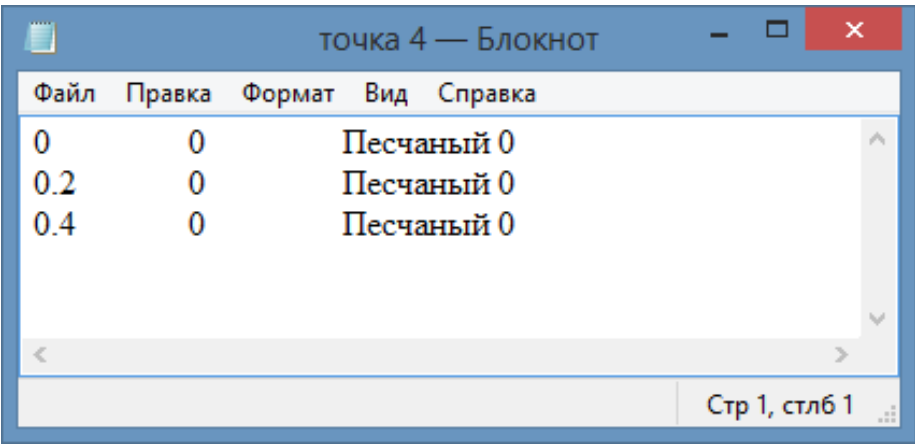 точка 4 — Блокнот
Файл Правка Формат Вид Справка
0 0 Песчаный 0
0.2 0 Песчаный 0
0.4 0 Песчаный 0
Стр 1, стлб 1